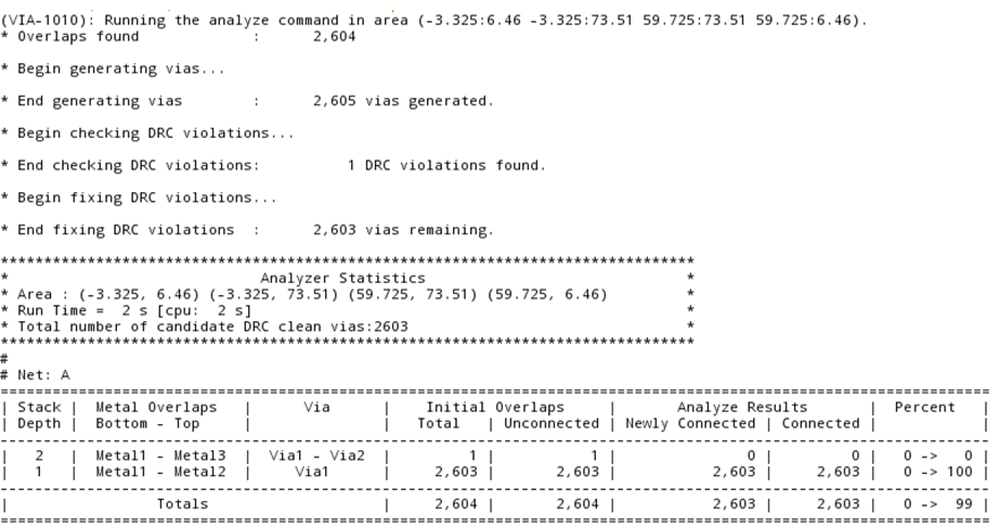 (VIA-1010): Running the analyze command in area (-3.325:6.46 -3.325:73.51 59.725:73.51 59.725:6.46).
* Overlaps found             :      2,604
* Begin generating vias...
* End generating vias        :      2,605 vias generated.
* Begin checking DRC violations...
* End checking DRC violations:          1 DRC violations found.
* Begin fixing DRC violations...
* End fixing DRC violations  :      2,603 vias remaining.
********************************************************************************
*                             Analyzer Statistics                              *
* Area : (-3.325, 6.46) (-3.325, 73.51) (59.725, 73.51) (59.725, 6.46)         *
* Run Time =  2 s [cpu:  2 s]                                                  *
* Total number of candidate DRC clean vias:2603                                *
********************************************************************************
#
# Net: A
==================================================================================================================
| Stack |  Metal Overlaps   |      Via      |    Initial Overlaps     |      Analyze Results        |  Percent   |
| Depth |  Bottom - Top     |               |   Total   | Unconnected | Newly Connected | Connected |            |
------------------------------------------------------------------------------------------------------------------
|   2   |  Metal1 - Metal3  |  Via1 - Via2  |         1 |           1 |               0 |         0 |  0 ->   0  |
|   1   |  Metal1 - Metal2  |     Via1      |     2,603 |       2,603 |           2,603 |     2,603 |  0 -> 100  |
------------------------------------------------------------------------------------------------------------------
|                 Totals                    |     2,604 |       2,604 |           2,603 |     2,603 |  0 ->  99  |
==================================================================================================================